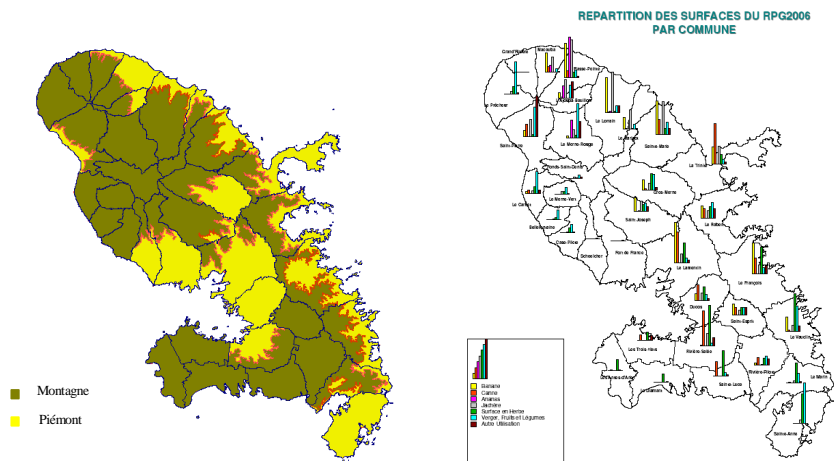 REPARTITION DES SURFACES DU RPG2006
PAR COMMUNE
Grand'Rivière
Macouba
Basse-Pointe
Le Prêcheur
Ajoupa Bouillon
Le Lorrain
Le Marigot
Saint-Pierre
Le Morne-Rouge
Sainte-Marie
La Trinité
Fonds-Saint-Denis
Le Carbet
Le Morne-Vert
Gros-Morne
Saint-Joseph
Le Robert
Bellefontaine
Case-Pilote
Schoelcher
Fort de France
Le Lamentin
Le François
Ducos
Saint-Esprit
Le Vauclin
Les Trois-Ilets
Rivière-Salée
Rivière-Pilote
Le Marin
Les Anses-d'Arlet
Le Diamant
Sainte-Luce
Sainte-Anne
Montagne
Piémont
Banane
Canne
Ananas
Jachère
Surface en Herbe
Verger, Fruits et Légumes
Autre Utilisation